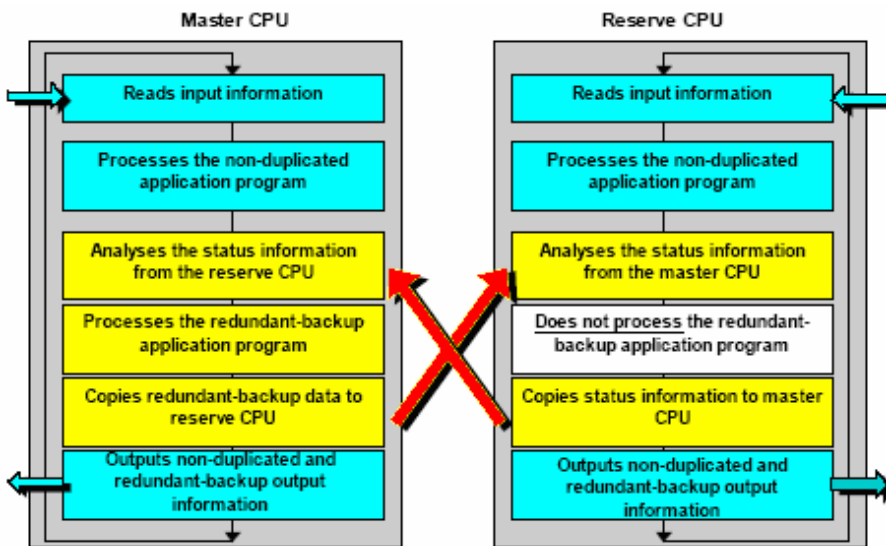 Master CPU
Reads input information
Processes the non-duplicated
application program
Analyses the status information
from the reserve CPU
Processes the redundant-backup
application program
Copies redundant-backup data to
reserve CPU
Outputs non-duplicated and
redundant-backup output
information
Reserve CPU
Reads input information
Processes the non-duplicated
application program
Analyses the status information
from the master CPU
Does not process the redundant-
backup application program
Copies status information to master
CPU
Outputs non-duplicated and
redundant-backup output
information